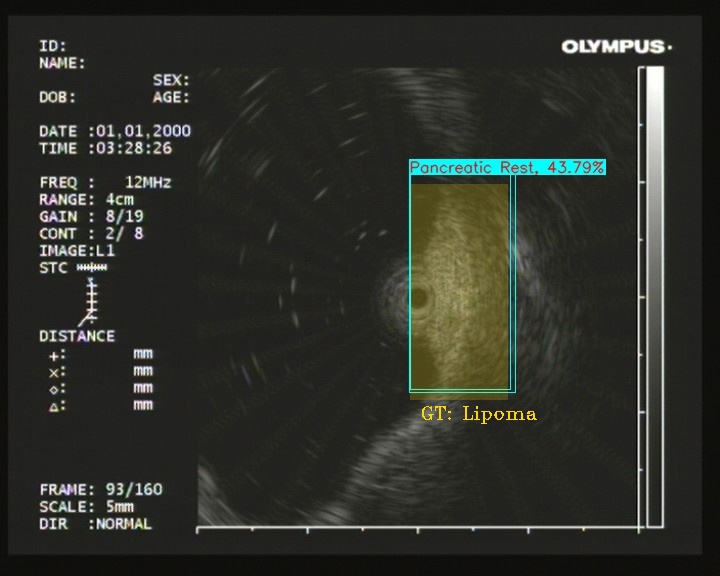 ID:
OLYMPUS
NAME:
SEX:
DOB: AGE:
DATE :01,01,2000
TIME :03:28:26
FREQ : 12MHz
RANGE: 4cm
GAIN : 8/19
CONT : 2/ 8
IMAGE:L1
STC
DISTANCE
+: mm
×: mm
◇: mm
△: mm
FRAME: 93/160
SCALE: 5mm
DIR :NORMAL
Pancreatic Rest, 43.79%
GT: Lipoma